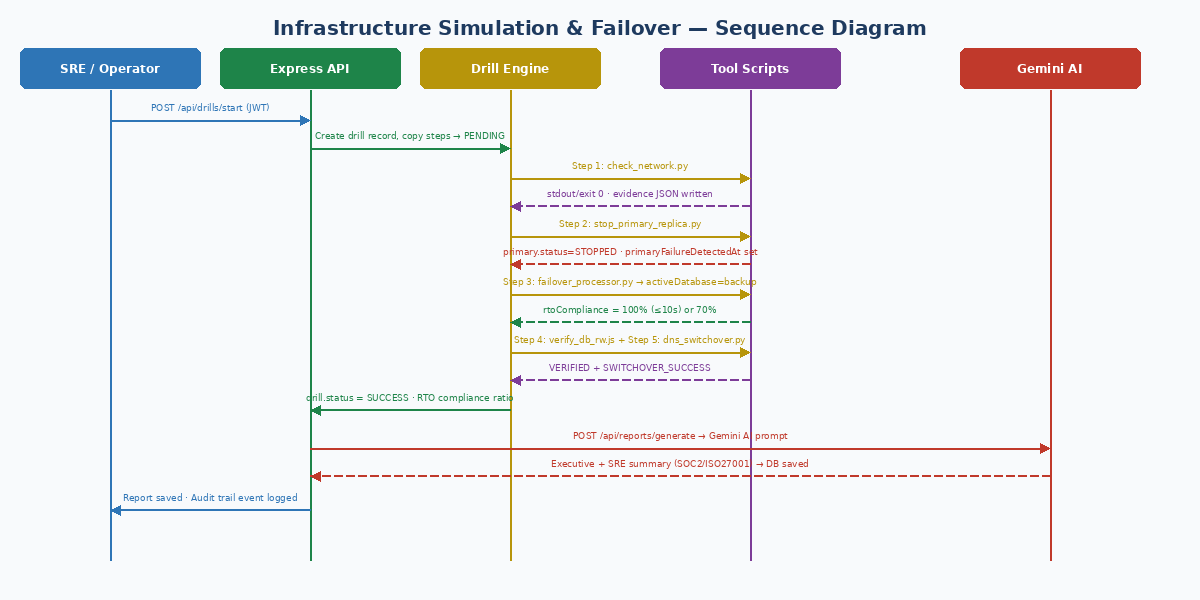 Infrastructure Simulation & Failover — Sequence Diagram
SRE / Operator
Express API
Drill Engine
Tool Scripts
Gemini AI
POST /api/drills/start (JWT)
Create drill record, copy steps → PENDING
Step 1: check_network.py
stdout/exit 0 · evidence JSON written
Step 2: stop_primary_replica.py
primary.status=STOPPED · primaryFailureDetectedAt set
Step 3: failover_processor.py → activeDatabase=backup
rtoCompliance = 100% (≤10s) or 70%
Step 4: verify_db_rw.js + Step 5: dns_switchover.py
VERIFIED + SWITCHOVER_SUCCESS
drill.status = SUCCESS · RTO compliance ratio
POST /api/reports/generate → Gemini AI prompt
Executive + SRE summary (SOC2/ISO27001) → DB saved
Report saved · Audit trail event logged